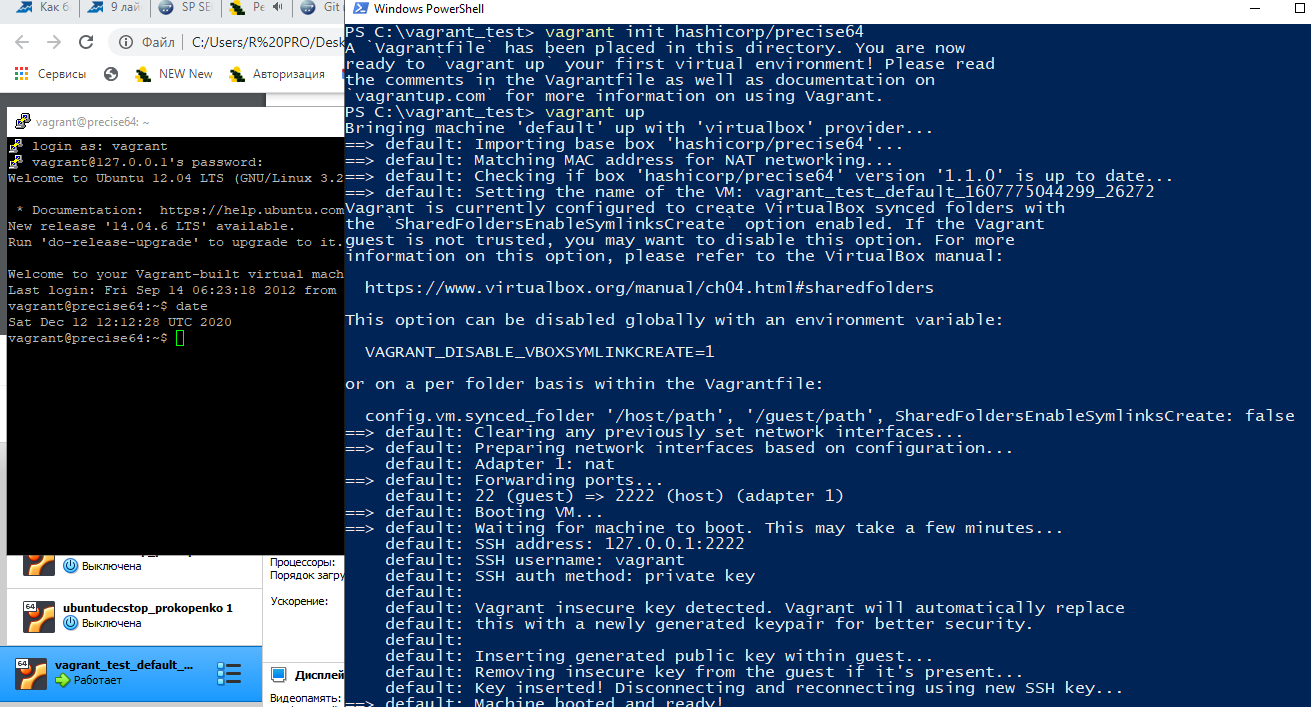 Как б
9 лай
SP SE
Ре
Git
Файл
C:/Users/R%20PRO/Desk
Сервисы
NEW New
Авторизация
vagrant@precise64: ~
login as: vagrant
vagrant@127.0.0.1's password:
Welcome to Ubuntu 12.04 LTS (GNU/Linux 3.2
* Documentation:  https://help.ubuntu.com
New release '14.04.6 LTS' available.
Run 'do-release-upgrade' to upgrade to it.
Welcome to your Vagrant-built virtual mach
Last login: Fri Sep 14 06:23:18 2012 from
vagrant@precise64:~$ date
Sat Dec 12 12:12:28 UTC 2020
vagrant@precise64:~$
Выключена
64
ubuntudecstop_prokopenko 1
Выключена
64
vagrant_test_default_...
Работает
Процессоры:
Порядок загру
Ускорение:
Дисплей
Видеопамять:
Windows PowerShell
PS C:\vagrant_test> vagrant init hashicorp/precise64
A `Vagrantfile` has been placed in this directory. You are now
ready to `vagrant up` your first virtual environment! Please read
the comments in the Vagrantfile as well as documentation on
`vagrantup.com` for more information on using Vagrant.
PS C:\vagrant_test> vagrant up
Bringing machine 'default' up with 'virtualbox' provider...
==> default: Importing base box 'hashicorp/precise64'...
==> default: Matching MAC address for NAT networking...
==> default: Checking if box 'hashicorp/precise64' version '1.1.0' is up to date...
==> default: Setting the name of the VM: vagrant_test_default_1607775044299_26272
Vagrant is currently configured to create VirtualBox synced folders with
the `SharedFoldersEnableSymlinksCreate` option enabled. If the Vagrant
guest is not trusted, you may want to disable this option. For more
information on this option, please refer to the VirtualBox manual:
https://www.virtualbox.org/manual/ch04.html#sharedfolders
This option can be disabled globally with an environment variable:
VAGRANT_DISABLE_VBOXSYMLINKCREATE=1
or on a per folder basis within the Vagrantfile:
config.vm.synced_folder '/host/path', '/guest/path', SharedFoldersEnableSymlinksCreate: false
==> default: Clearing any previously set network interfaces...
==> default: Preparing network interfaces based on configuration...
default: Adapter 1: nat
==> default: Forwarding ports...
default: 22 (guest) => 2222 (host) (adapter 1)
==> default: Booting VM...
==> default: Waiting for machine to boot. This may take a few minutes...
default: SSH address: 127.0.0.1:2222
default: SSH username: vagrant
default: SSH auth method: private key
default:
default: Vagrant insecure key detected. Vagrant will automatically replace
default: this with a newly generated keypair for better security.
default:
default: Inserting generated public key within guest...
default: Removing insecure key from the guest if it's present...
default: Key inserted! Disconnecting and reconnecting using new SSH key...
==> default: Machine booted and ready!